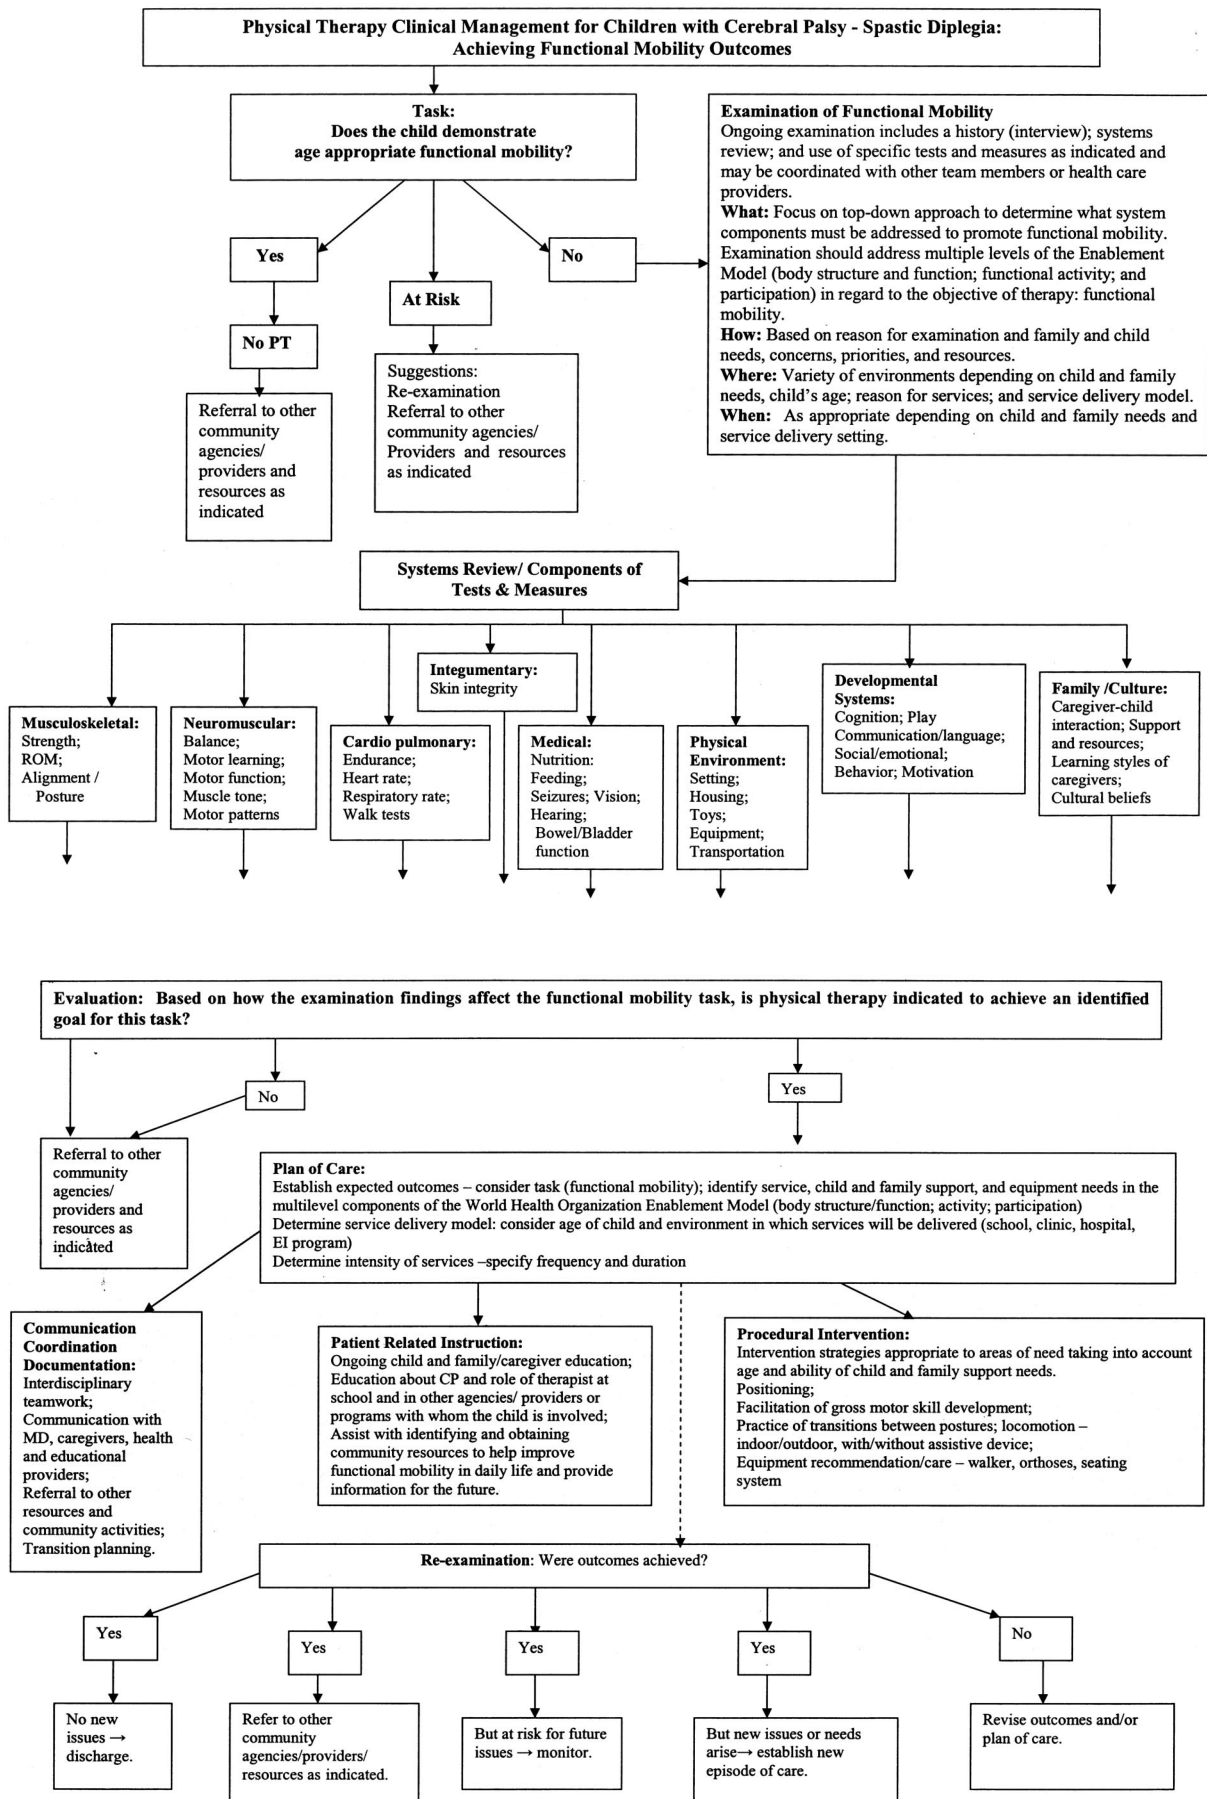 Physical Therapy Clinical Management for Children with Cerebral Palsy - Spastic Diplegia:
Achieving Functional Mobility Outcomes
Task:
Does the child demonstrate
age appropriate functional mobility?
Yes
No PT
Referral to other
community
agencies/
providers and
resources as
indicated
At Risk
Suggestions:
Re-examination
Referral to other
community agencies/
Providers and resources
as indicated
No
Examination of Functional Mobility
Ongoing examination includes a history (interview); systems
review; and use of specific tests and measures as indicated and
may be coordinated with other team members or health care
providers.
What: Focus on top-down approach to determine what system
components must be addressed to promote functional mobility.
Examination should address multiple levels of the Enablement
Model (body structure and function; functional activity; and
participation) in regard to the objective of therapy: functional
mobility.
How: Based on reason for examination and family and child
needs, concerns, priorities, and resources.
Where: Variety of environments depending on child and family
needs, child's age; reason for services; and service delivery model.
When: As appropriate depending on child and family needs and
service delivery setting.
Systems Review/ Components of
Tests & Measures
Musculoskeletal:
Strength;
ROM;
Alignment /
Posture
Neuromuscular:
Balance;
Motor learning;
Motor function;
Muscle tone;
Motor patterns
Cardio pulmonary:
Endurance;
Heart rate;
Respiratory rate;
Walk tests
Integumentary:
Skin integrity
Medical:
Nutrition:
Feeding;
Seizures; Vision;
Hearing;
Bowel/Bladder
function
Physical
Environment:
Setting;
Housing;
Toys;
Equipment;
Transportation
Developmental
Systems:
Cognition; Play
Communication/language;
Social/emotional;
Behavior; Motivation
Family /Culture:
Caregiver-child
interaction; Support
and resources;
Learning styles of
caregivers;
Cultural beliefs
Evaluation: Based on how the examination findings affect the functional mobility task, is physical therapy indicated to achieve an identified
goal for this task?
No
Referral to other
community
agencies/
providers and
resources as
indicated
Yes
Plan of Care:
Establish expected outcomes – consider task (functional mobility); identify service, child and family support, and equipment needs in the
multilevel components of the World Health Organization Enablement Model (body structure/function; activity; participation)
Determine service delivery model: consider age of child and environment in which services will be delivered (school, clinic, hospital,
EI program)
Determine intensity of services –specify frequency and duration
Communication
Coordination
Documentation:
Interdisciplinary
teamwork;
Communication with
MD, caregivers, health
and educational
providers;
Referral to other
resources and
community activities;
Transition planning.
Patient Related Instruction:
Ongoing child and family/caregiver education;
Education about CP and role of therapist at
school and in other agencies/ providers or
programs with whom the child is involved;
Assist with identifying and obtaining
community resources to help improve
functional mobility in daily life and provide
information for the future.
Procedural Intervention:
Intervention strategies appropriate to areas of need taking into account
age and ability of child and family support needs.
Positioning;
Facilitation of gross motor skill development;
Practice of transitions between postures; locomotion –
indoor/outdoor, with/without assistive device;
Equipment recommendation/care – walker, orthoses, seating
system
Re-examination: Were outcomes achieved?
Yes
No new
issues →
discharge.
Yes
Refer to other
community
agencies/providers/
resources as indicated.
Yes
But at risk for future
issues → monitor.
Yes
But new issues or needs
arise→ establish new
episode of care.
No
Revise outcomes and/or
plan of care.